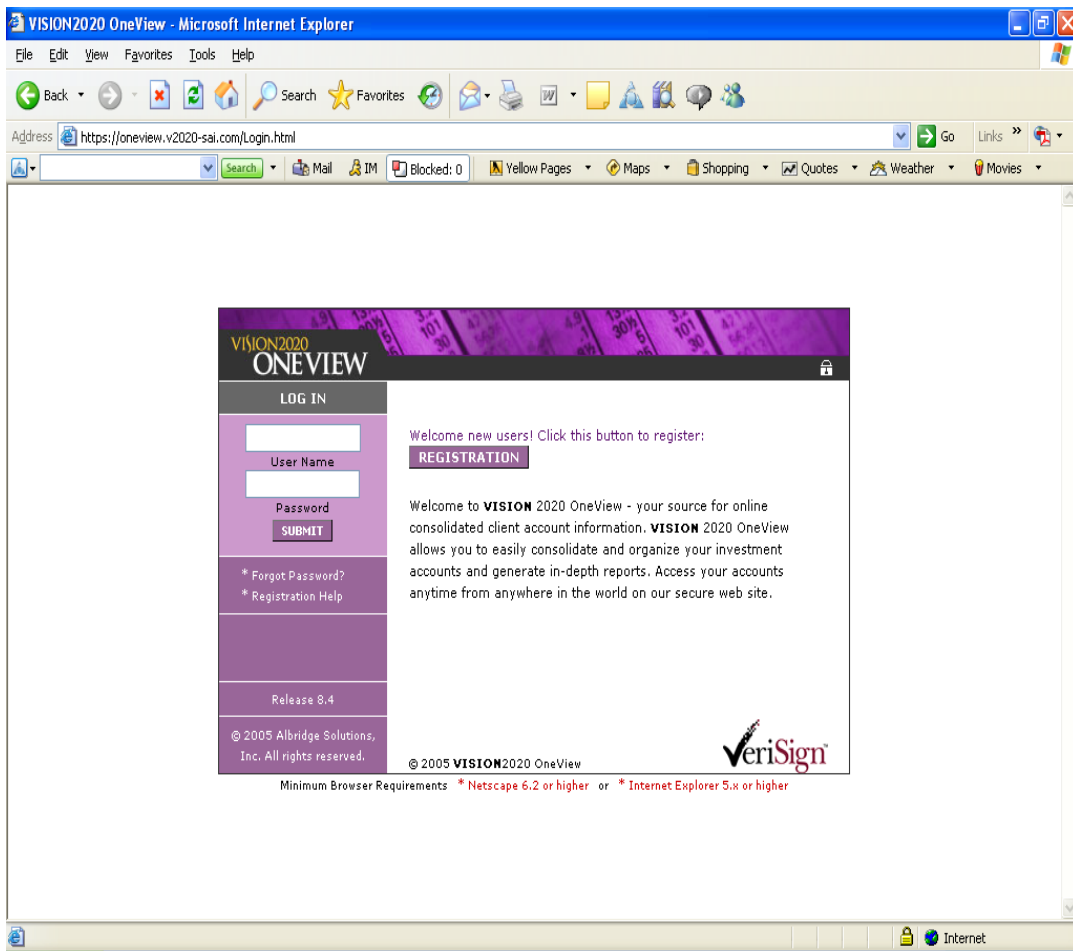 VISION2020 OneView - Microsoft Internet Explorer
File Edit View Favorites Tools Help
Back Search Favorites
Address https://oneview.v2020-sai.com/Login.html Go Links »
Search Mail IM Blocked: 0 Yellow Pages Maps Shopping Quotes Weather Movies
VISION2020
ONEVIEW
LOG IN
User Name
Password
SUBMIT
* Forgot Password?
* Registration Help
Release 8.4
© 2005 Albridge Solutions,
Inc. All rights reserved.
Welcome new users! Click this button to register:
REGISTRATION
Welcome to VISION 2020 OneView - your source for online
consolidated client account information. VISION 2020 OneView
allows you to easily consolidate and organize your investment
accounts and generate in-depth reports. Access your accounts
anytime from anywhere in the world on our secure web site.
© 2005 VISION2020 OneView
VeriSign
Minimum Browser Requirements * Netscape 6.2 or higher or * Internet Explorer 5.x or higher
Internet